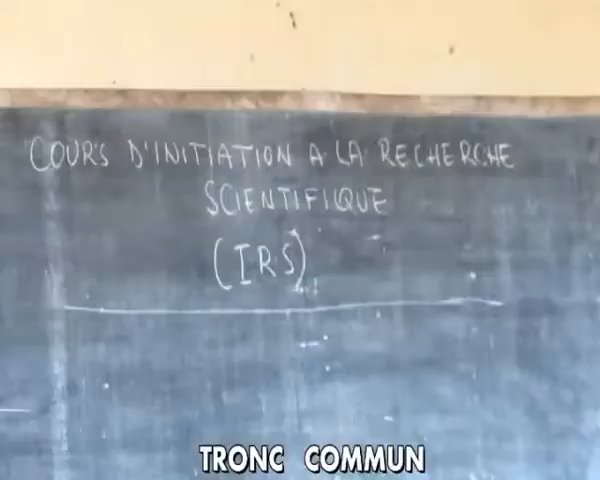 COURS D'INITIATION A LA RECHERCHE
SCIENTIFIQUE
(IRS)
TRONC COMMUN